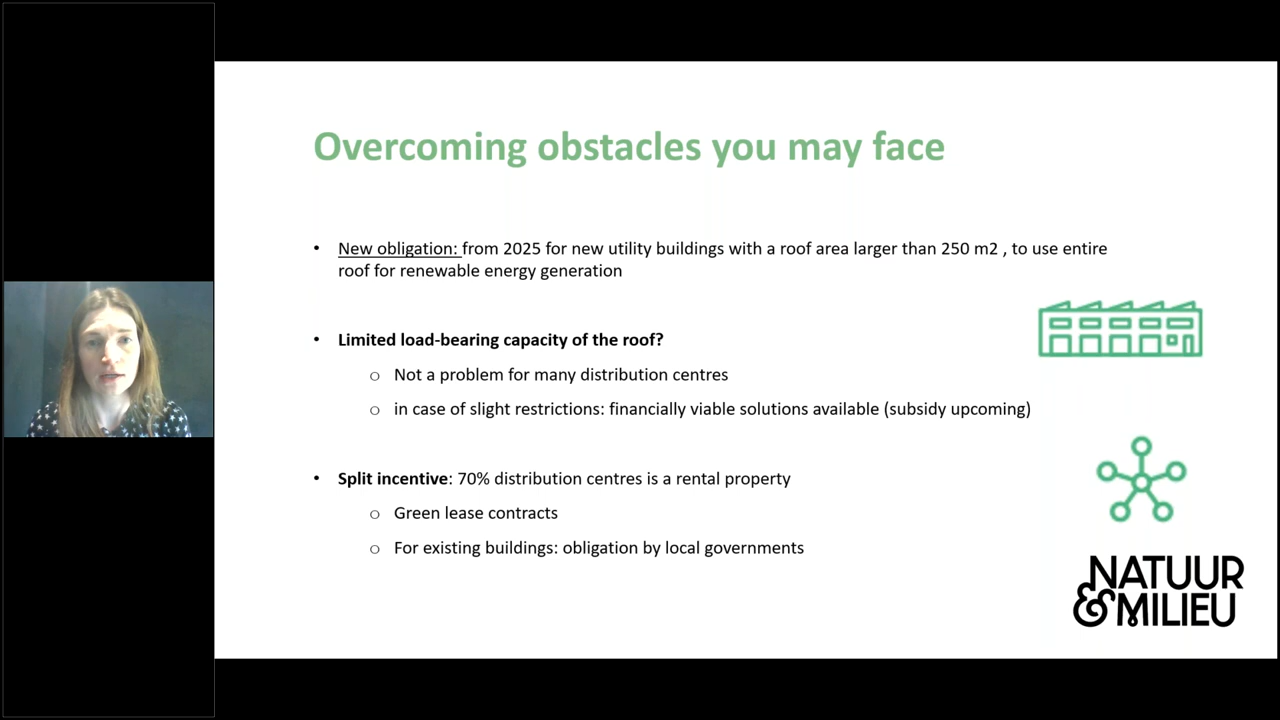 Overcoming obstacles you may face
• New obligation: from 2025 for new utility buildings with a roof area larger than 250 m2 , to use entire
roof for renewable energy generation
• Limited load-bearing capacity of the roof?
o Not a problem for many distribution centres
o in case of slight restrictions: financially viable solutions available (subsidy upcoming)
• Split incentive: 70% distribution centres is a rental property
o Green lease contracts
o For existing buildings: obligation by local governments
NATUUR
&MILIEU